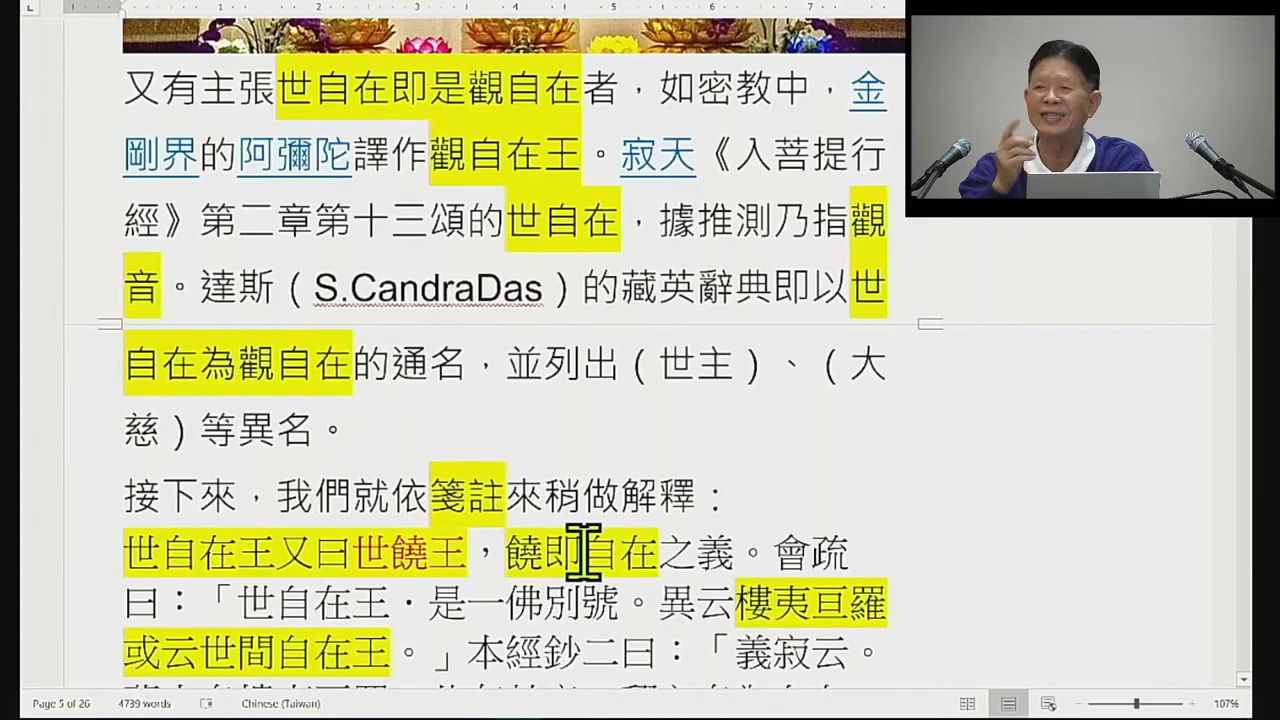 又有主張世自在即是觀自在者，如密教中，金
剛界的阿彌陀譯作觀自在王。寂天《入菩提行
經》第二章第十三頌的世自在，據推測乃指觀
音。達斯（S.CandraDas）的藏英辭典即以世
自在為觀自在的通名，並列出（世主）、（大
慈）等異名。
接下來，我們就依箋註來稍做解釋：
世自在王又曰世饒王，饒即自在之義。會疏
曰：「世自在王・是一佛別號。異云樓夷亘羅
或云世間自在王。」本經鈔二曰：「義寂云。
Page 5 of 26 4739 words Chinese (Taiwan) 107%